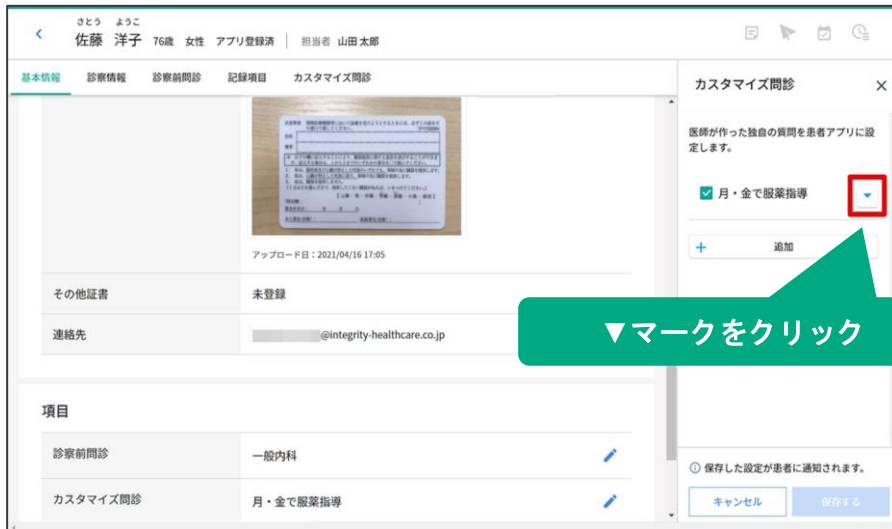 さとう ようこ
佐藤 洋子 76歳 女性 アプリ登録済 担当者 山田 太郎
基本情報 診察情報 診察前問診 記録項目 カスタマイズ問診
アップロード日：2021/04/16 17:05
その他証書 未登録
連絡先 @integrity-healthcare.co.jp
項目
診察前問診 一般内科
カスタマイズ問診 月・金で服薬指導
カスタマイズ問診
医師が作った独自の質問を患者アプリに設
定します。
月・金で服薬指導
追加
▼マークをクリック
保存した設定が患者に通知されます。
キャンセル 保存する